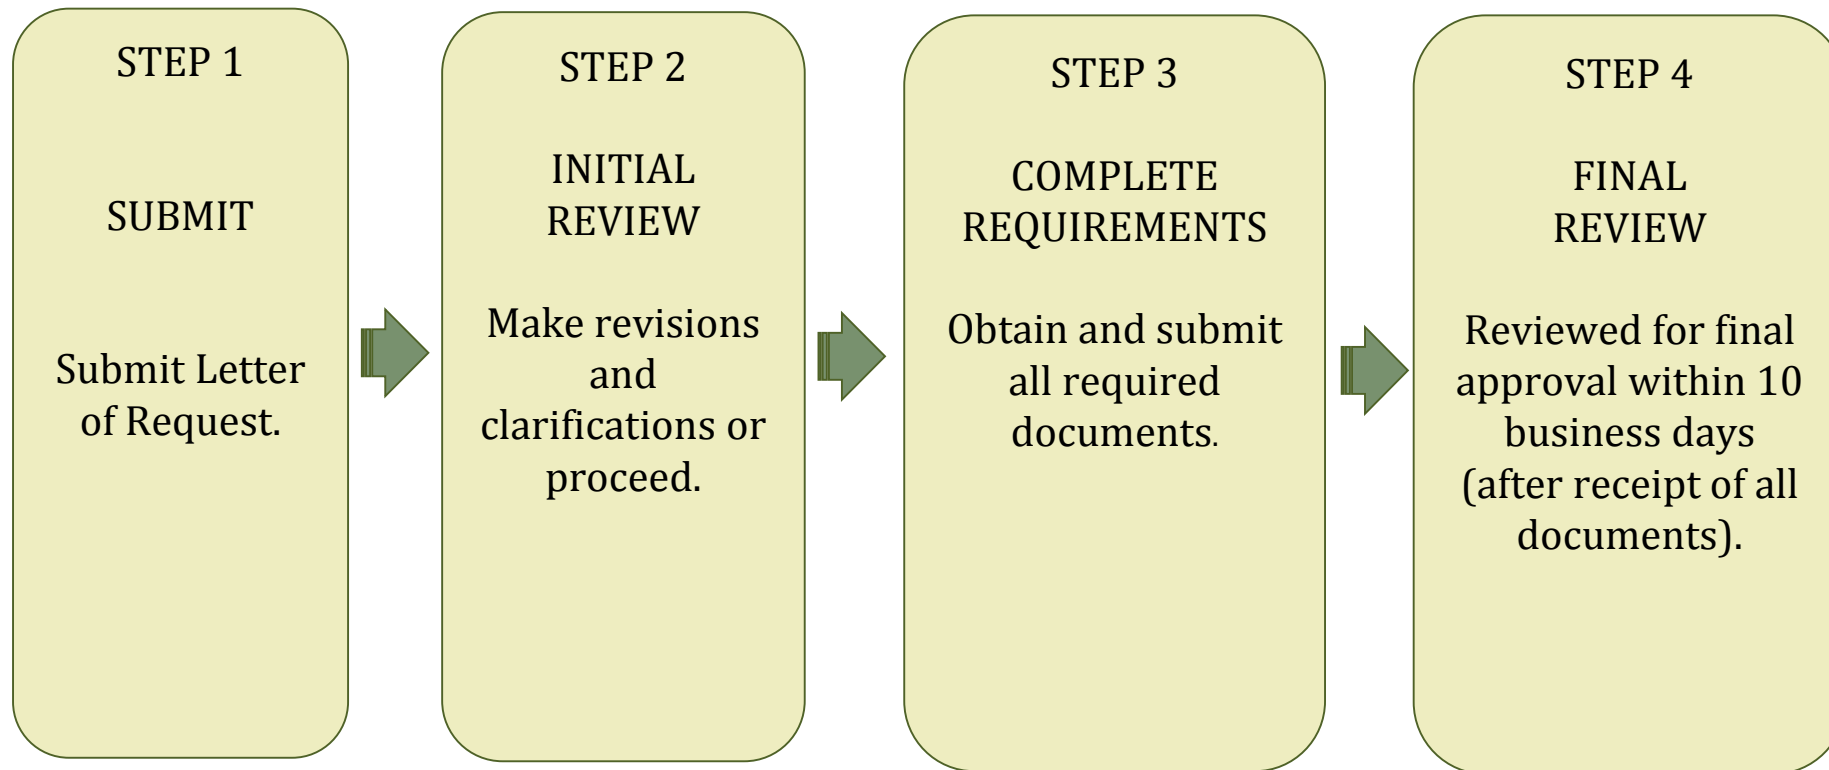 STEP 1
SUBMIT
Submit Letter
of Request.
STEP 2
INITIAL
REVIEW
Make revisions
and
clarifications or
proceed.
STEP 3
COMPLETE
REQUIREMENTS
Obtain and submit
all required
documents.
STEP 4
FINAL
REVIEW
Reviewed for final
approval within 10
business days
(after receipt of all
documents).